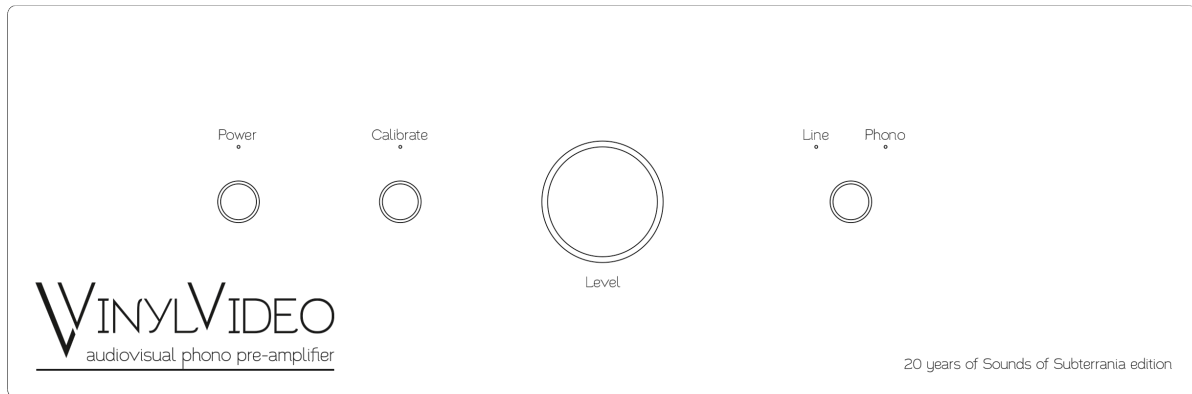 Power
Calibrate
Line
Phono
Level
VINYLVIDEO
audiovisual phono pre-amplifier
20 years of Sounds of Subterrania edition